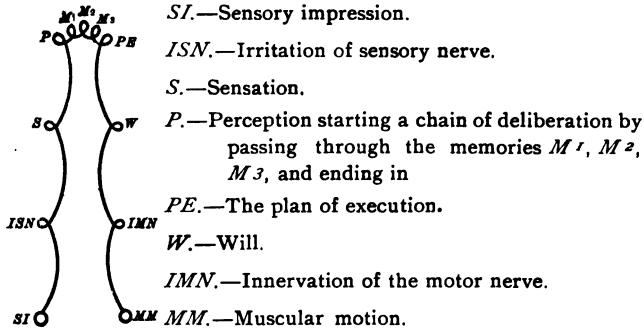 M1 M2 M3
P PE
S W
ISN IMN
SI MM
SI.—Sensory impression.
ISN.—Irritation of sensory nerve.
S.—Sensation.
P.—Perception starting a chain of deliberation by
passing through the memories M1, M2,
M3, and ending in
PE.—The plan of execution.
W.—Will.
IMN.—Innervation of the motor nerve.
MM.—Muscular motion.